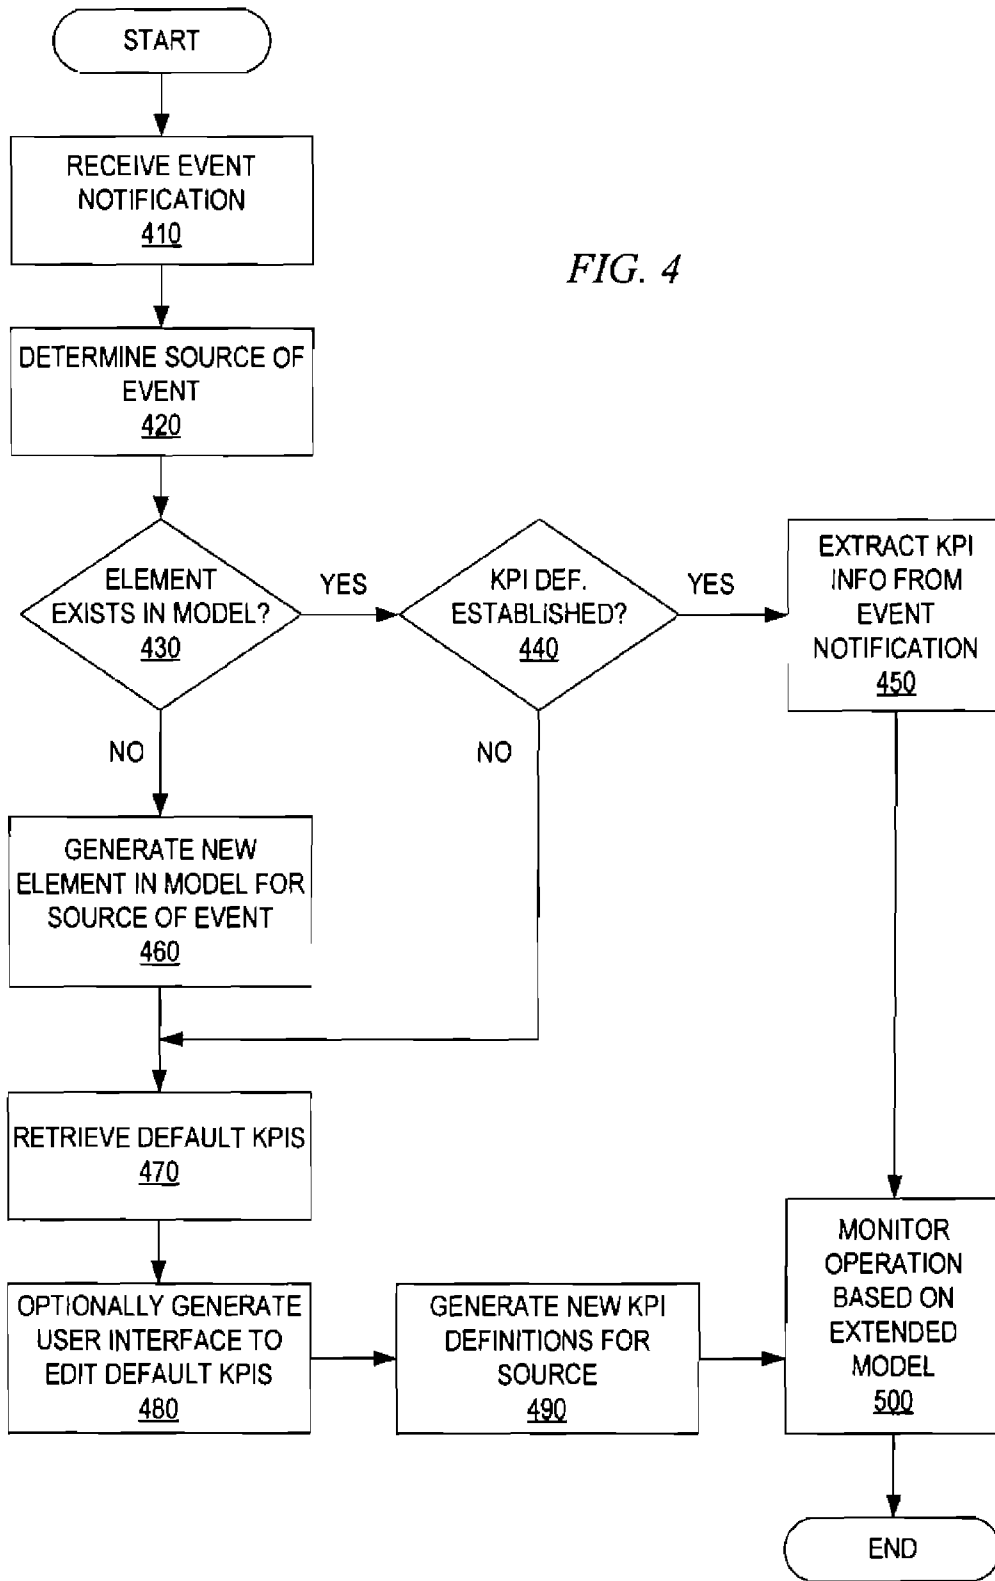 START
RECEIVE EVENT
NOTIFICATION
410
FIG. 4
DETERMINE SOURCE OF
EVENT
420
ELEMENT
EXISTS IN MODEL?
430
YES
KPI DEF.
ESTABLISHED?
440
YES
EXTRACT KPI
INFO FROM
EVENT
NOTIFICATION
450
NO
NO
GENERATE NEW
ELEMENT IN MODEL FOR
SOURCE OF EVENT
460
RETRIEVE DEFAULT KPIS
470
OPTIONALLY GENERATE
USER INTERFACE TO
EDIT DEFAULT KPIS
480
GENERATE NEW KPI
DEFINITIONS FOR
SOURCE
490
MONITOR
OPERATION
BASED ON
EXTENDED
MODEL
500
END